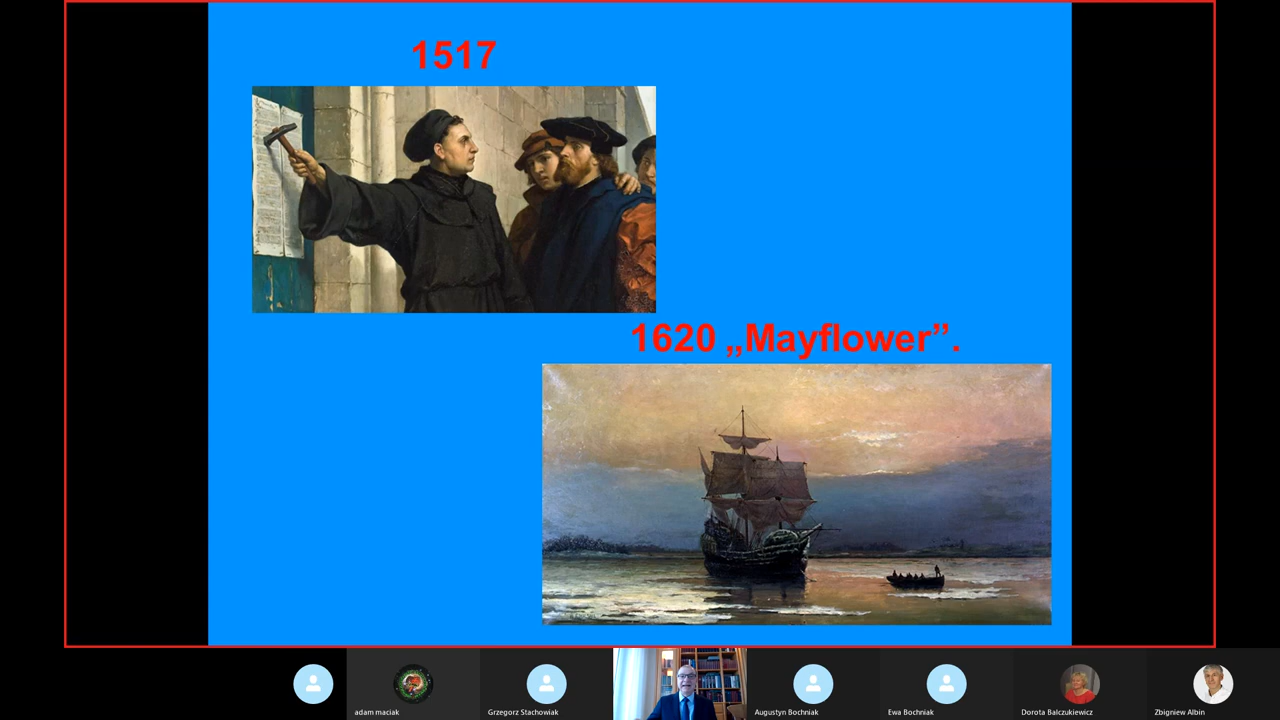 1517
1620 „Mayflower”.
adam maciak
Grzegorz Stachowiak
Augustyn Bochniak
Ewa Bochniak
Dorota Balczukiewicz
Zbigniew Albin